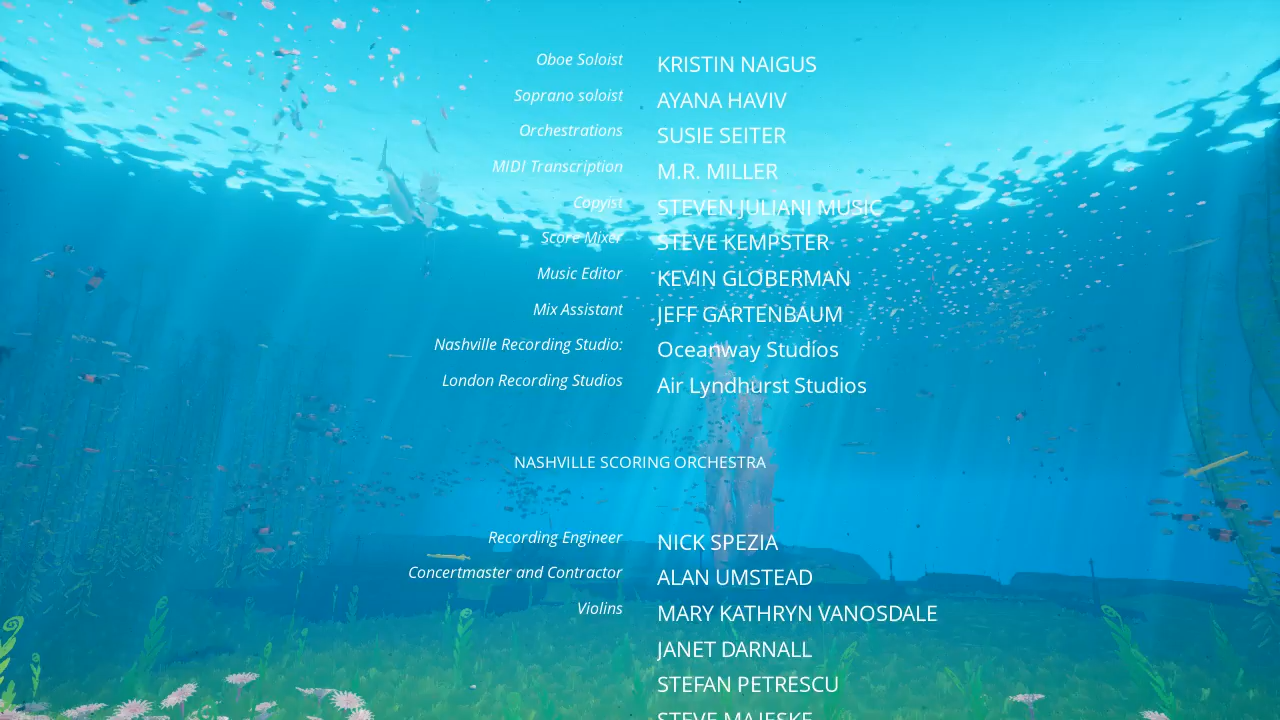 Oboe Soloist KRISTIN NAIGUS
Soprano soloist AYANA HAVIV
Orchestrations SUSIE SEITER
MIDI Transcription M.R. MILLER
Copyist STEVEN JULIANI MUSIC
Score Mixer STEVE KEMPSTER
Music Editor KEVIN GLOBERMAN
Mix Assistant JEFF GARTENBAUM
Nashville Recording Studio: Oceanway Studios
London Recording Studios Air Lyndhurst Studios
NASHVILLE SCORING ORCHESTRA
Recording Engineer NICK SPEZIA
Concertmaster and Contractor ALAN UMSTEAD
Violins MARY KATHRYN VANOSDALE
JANET DARNALL
STEFAN PETRESCU
STEVE MAJESKE